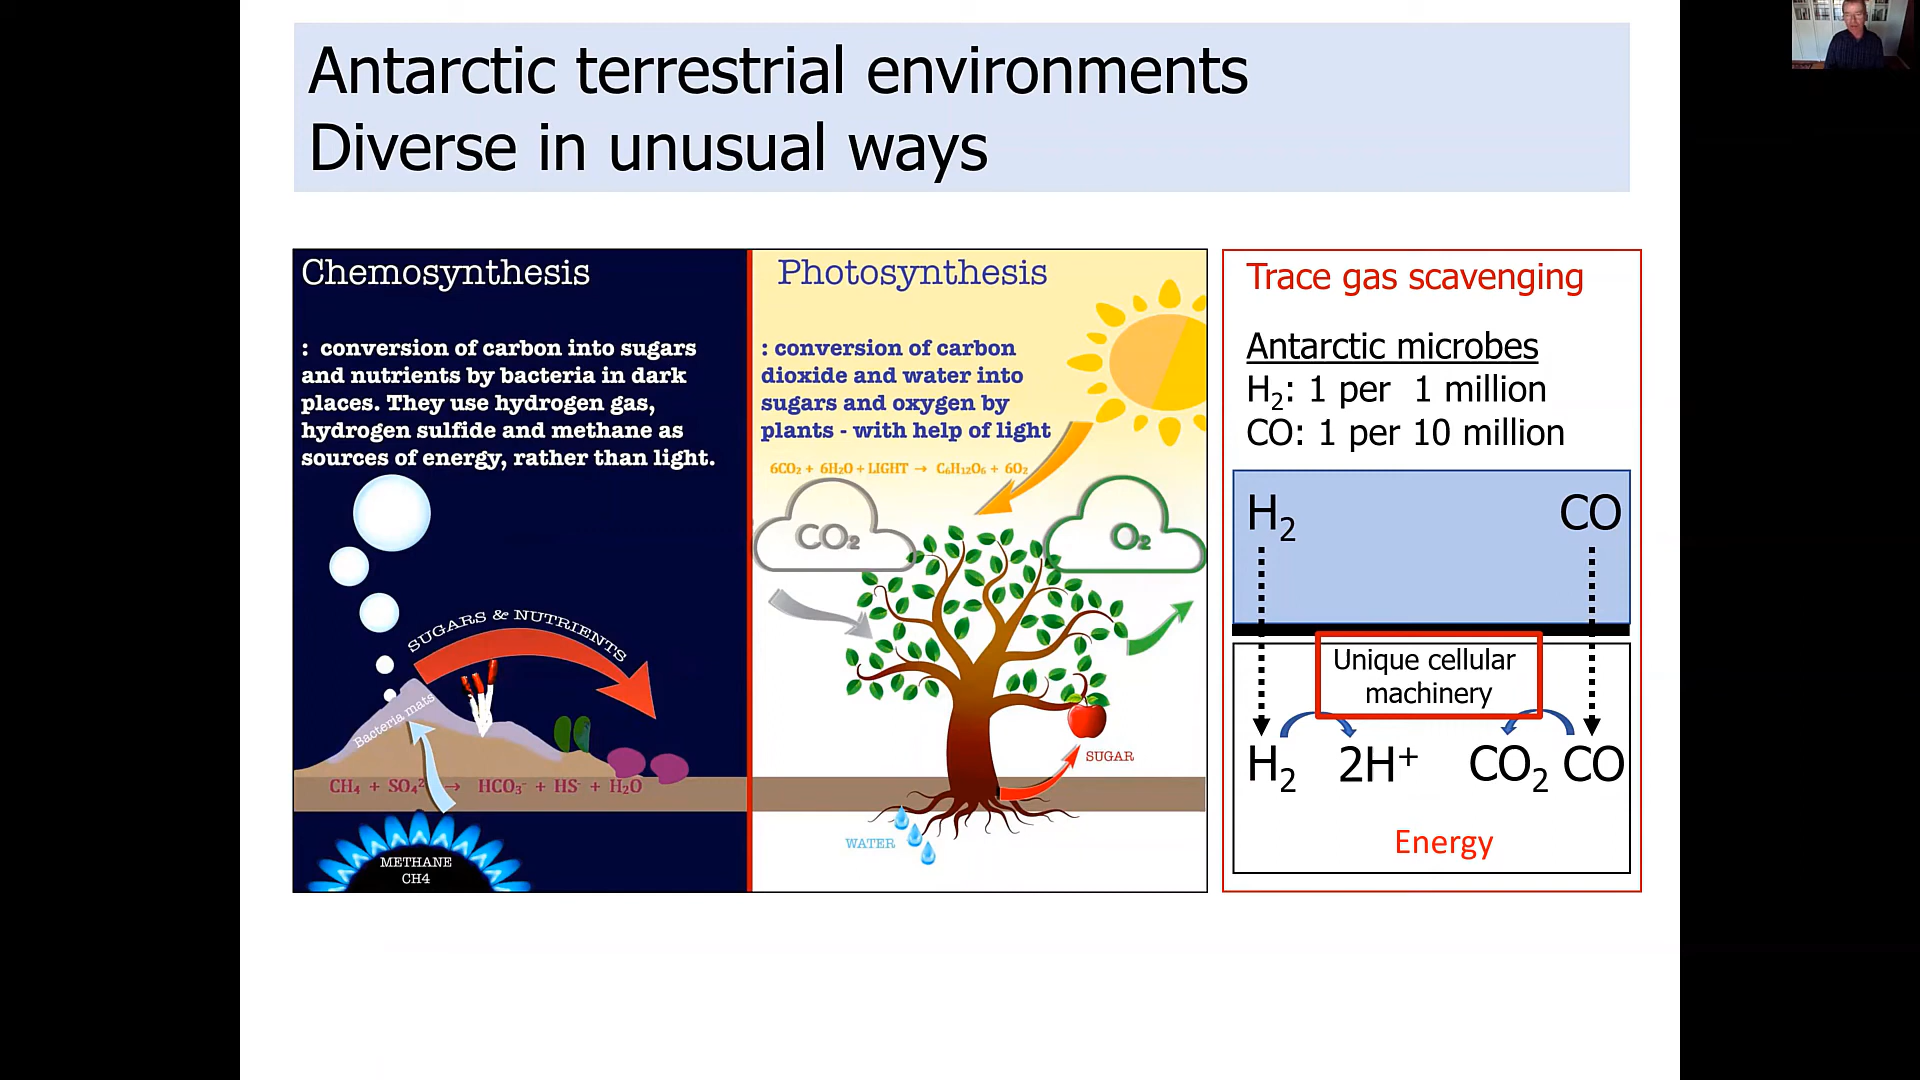 Antarctic terrestrial environments
Diverse in unusual ways
Chemosynthesis
: conversion of carbon into sugars
and nutrients by bacteria in dark
places. They use hydrogen gas,
hydrogen sulfide and methane as
sources of energy, rather than light.
SUGARS & NUTRIENTS
Bacteria mats
CH₄ + SO₄²⁻ → HCO₃⁻ + HS⁻ + H₂O
METHANE
CH4
Photosynthesis
: conversion of carbon
dioxide and water into
sugars and oxygen by
plants - with help of light
6CO₂ + 6H₂O + LIGHT → C₆H₁₂O₆ + 6O₂
CO₂
O₂
SUGAR
WATER
Trace gas scavenging
Antarctic microbes
H₂: 1 per 1 million
CO: 1 per 10 million
H₂ CO
Unique cellular
machinery
H₂ 2H⁺ CO₂ CO
Energy